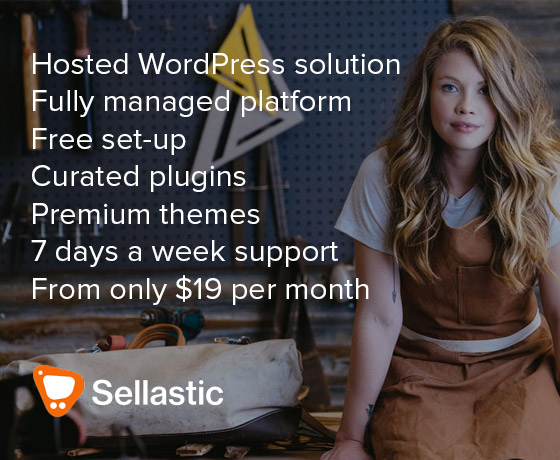 Hosted WordPress solution
Fully managed platform
Free set-up
Curated plugins
Premium themes
7 days a week support
From only $19 per month
Sellastic